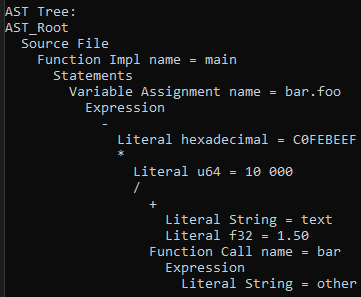 AST Tree:
AST_Root
  Source File
    Function Impl name = main
      Statements
        Variable Assignment name = bar.foo
          Expression
            -
              Literal hexadecimal = C0FEBEEF
              *
                Literal u64 = 10 000
                /
                  +
                    Literal String = text
                    Literal f32 = 1.50
                  Function Call name = bar
                    Expression
                      Literal String = other